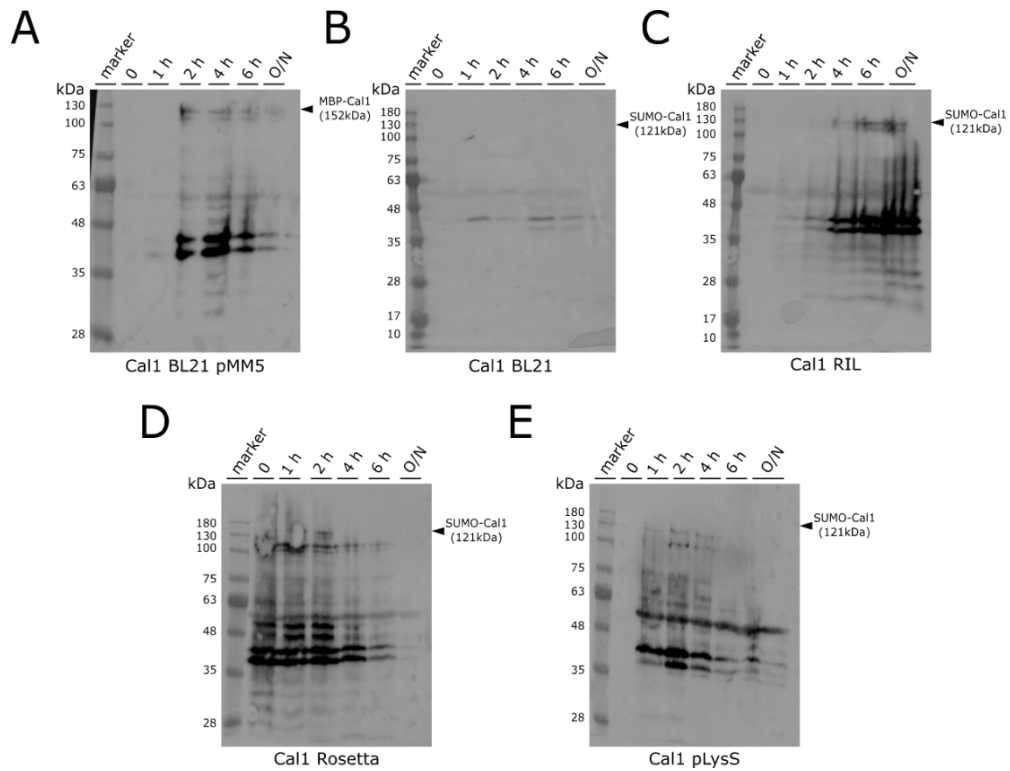 A
marker
0
1 h
2 h
4 h
6 h
O/N
kDa
130
100
75
63
48
35
28
MBP-Cal1
(152kDa)
Cal1 BL21 pMM5
B
marker
0
1 h
2 h
4 h
6 h
O/N
kDa
180
130
100
75
63
48
35
28
17
10
SUMO-Cal1
(121kDa)
Cal1 BL21
C
marker
0
1 h
2 h
4 h
6 h
O/N
kDa
180
130
100
75
63
48
35
28
17
10
SUMO-Cal1
(121kDa)
Cal1 RIL
D
marker
0
1 h
2 h
4 h
6 h
O/N
kDa
180
130
100
75
63
48
35
28
SUMO-Cal1
(121kDa)
Cal1 Rosetta
E
marker
0
1 h
2 h
4 h
6 h
O/N
kDa
180
130
100
75
63
48
35
28
SUMO-Cal1
(121kDa)
Cal1 pLysS